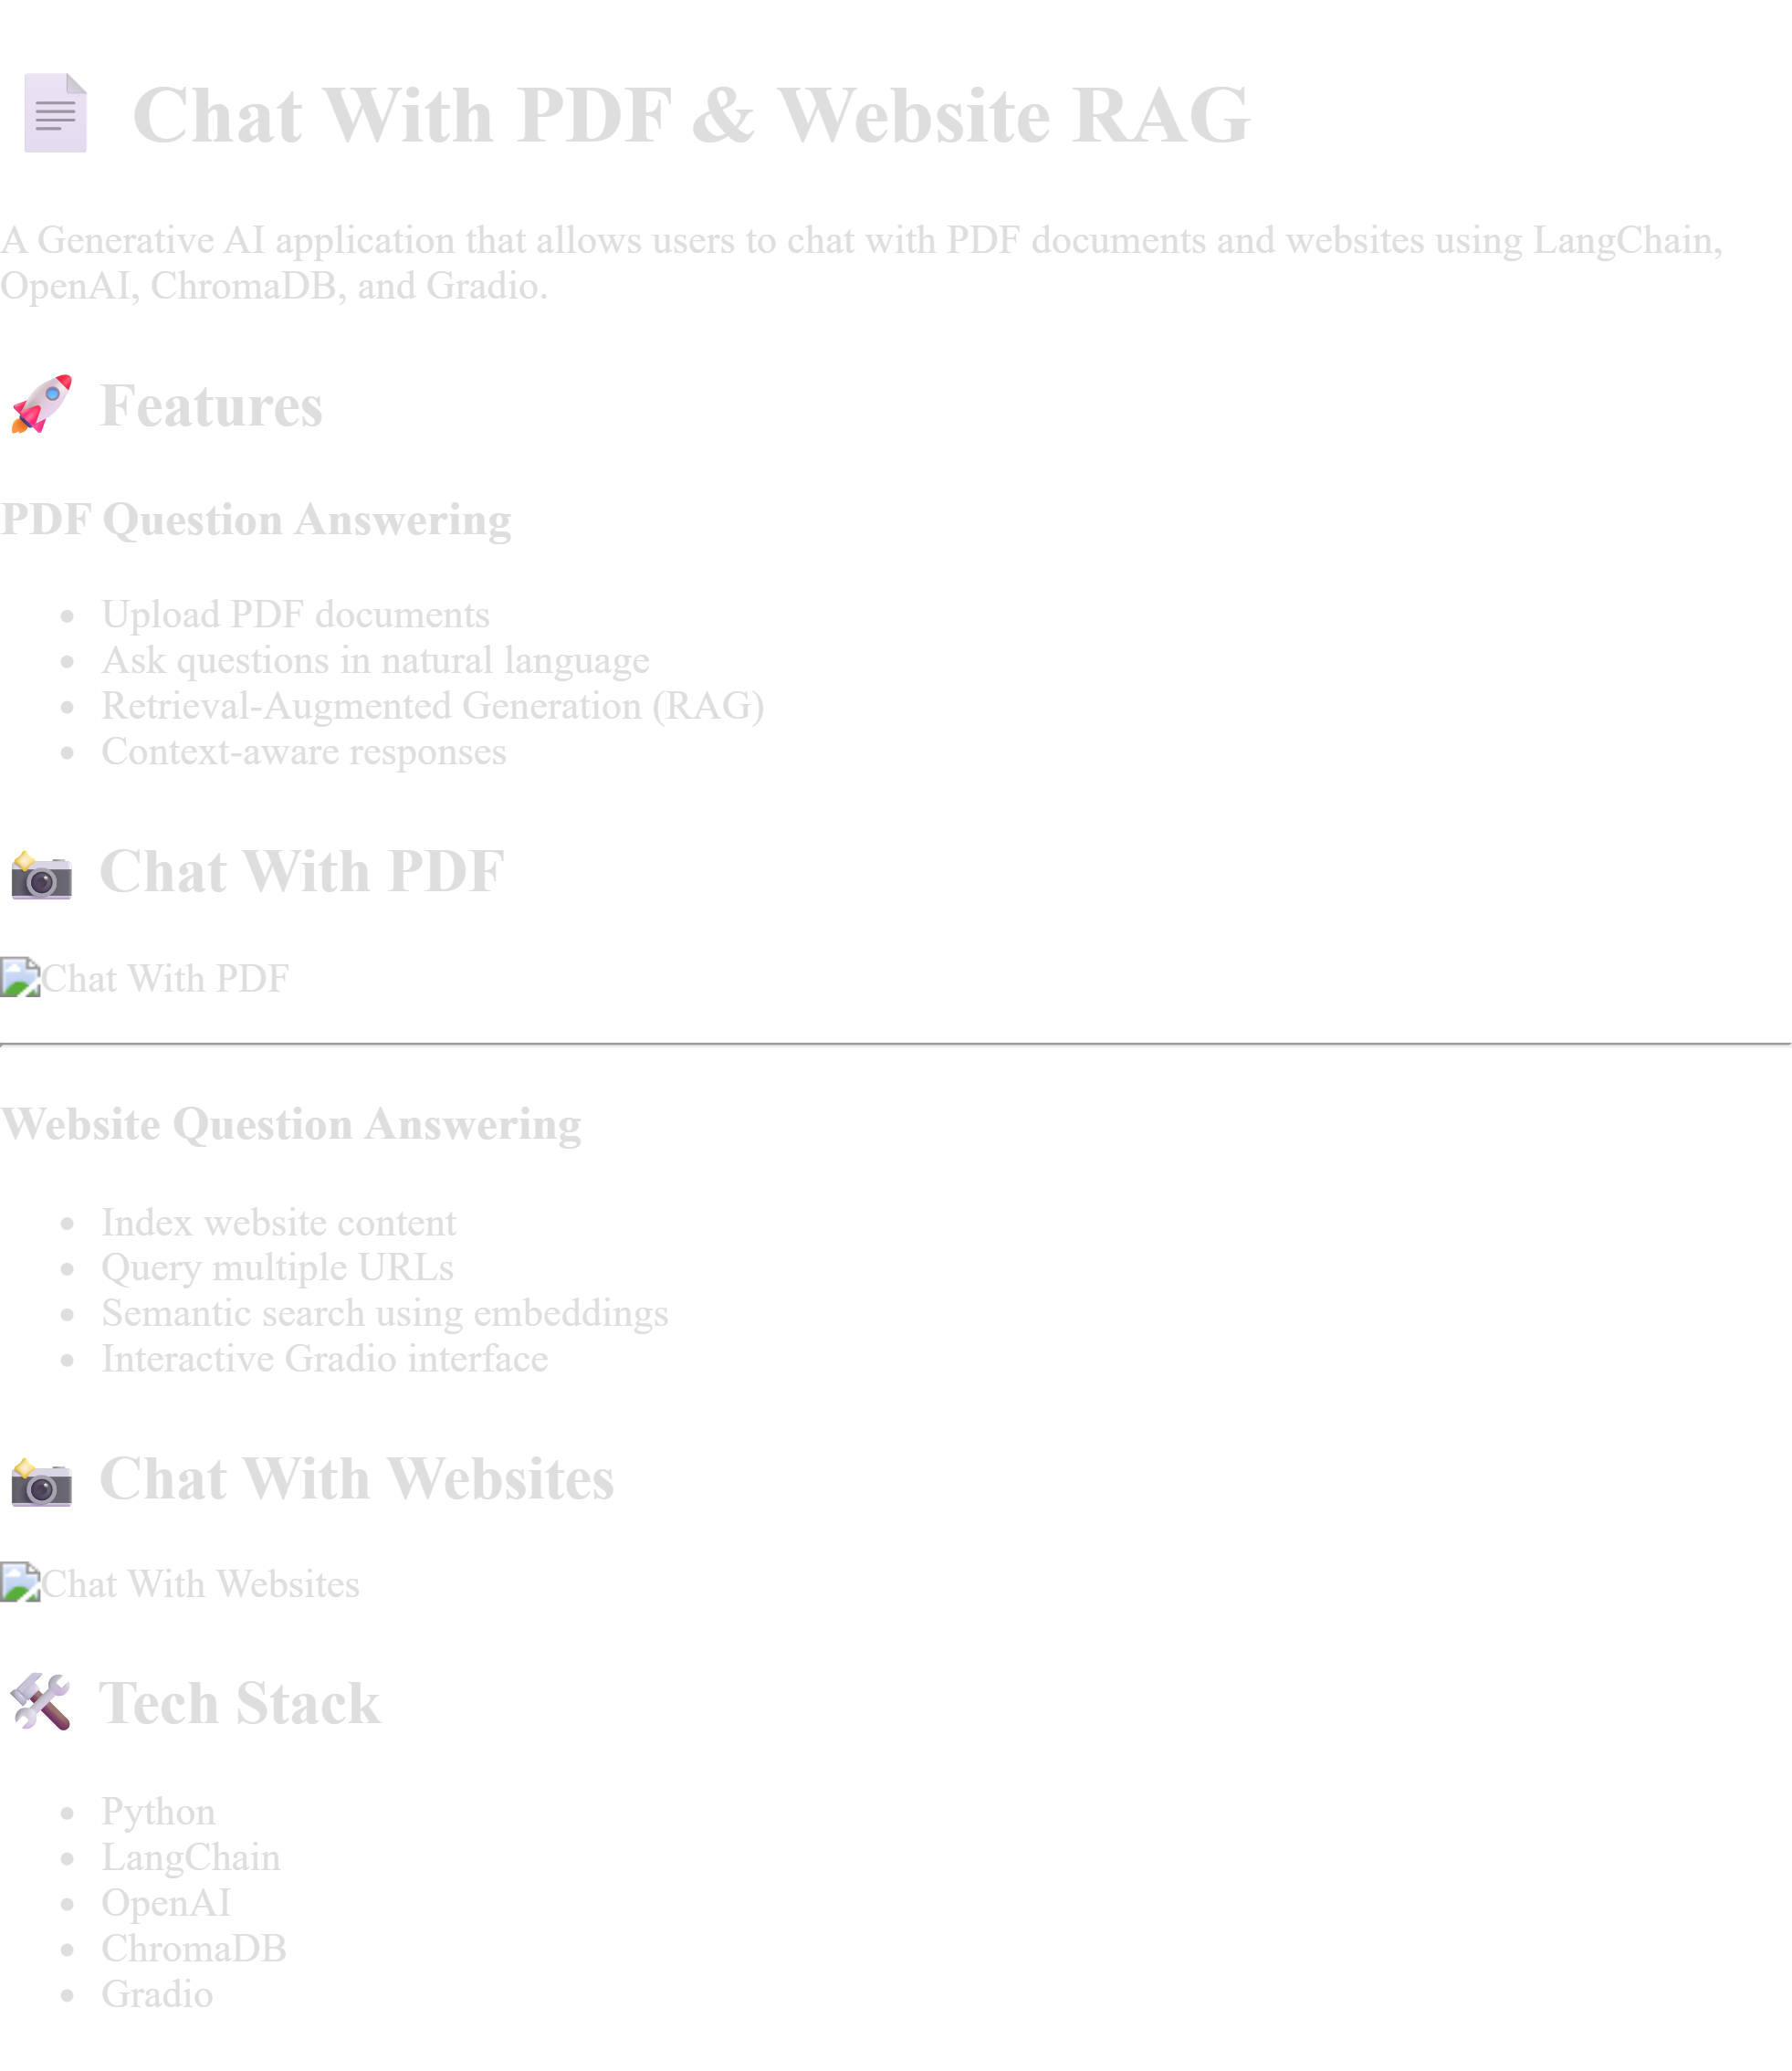 Chat With PDF & Website RAG
A Generative AI application that allows users to chat with PDF documents and websites using LangChain,
OpenAI, ChromaDB, and Gradio.
Features
PDF Question Answering
Upload PDF documents
Ask questions in natural language
Retrieval-Augmented Generation (RAG)
Context-aware responses
Chat With PDF
Chat With PDF
Website Question Answering
Index website content
Query multiple URLs
Semantic search using embeddings
Interactive Gradio interface
Chat With Websites
Chat With Websites
Tech Stack
Python
LangChain
OpenAI
ChromaDB
Gradio